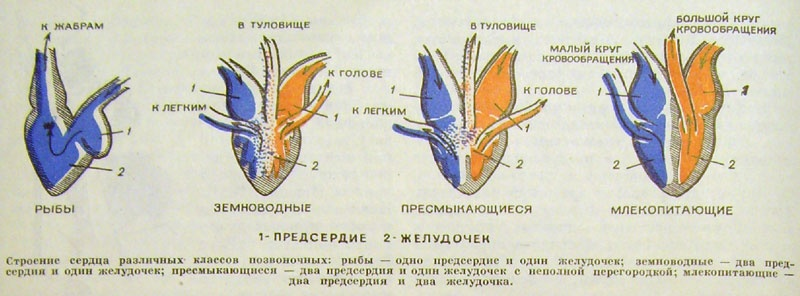 К ЖАБРАМ
1
2
РЫБЫ
В ТУЛОВИЩЕ
1
К ГОЛОВЕ
К ЛЕГКИМ
2
ЗЕМНОВОДНЫЕ
В ТУЛОВИЩЕ
1
К ГОЛОВЕ
К ЛЕГКИМ
2
ПРЕСМЫКАЮЩИЕСЯ
БОЛЬШОЙ КРУГ
КРОВООБРАЩЕНИЯ
МАЛЫЙ КРУГ
КРОВООБРАЩЕНИЯ
1
1
2
2
МЛЕКОПИТАЮЩИЕ
1- ПРЕДСЕРДИЕ 2- ЖЕЛУДОЧЕК
Строение сердца различных классов позвоночных: рыбы — одно предсердие и один желудочек; земноводные — два пред-
сердия и один желудочек; пресмыкающиеся — два предсердия и один желудочек с неполной перегородкой; млекопитающие —
два предсердия и два желудочка.